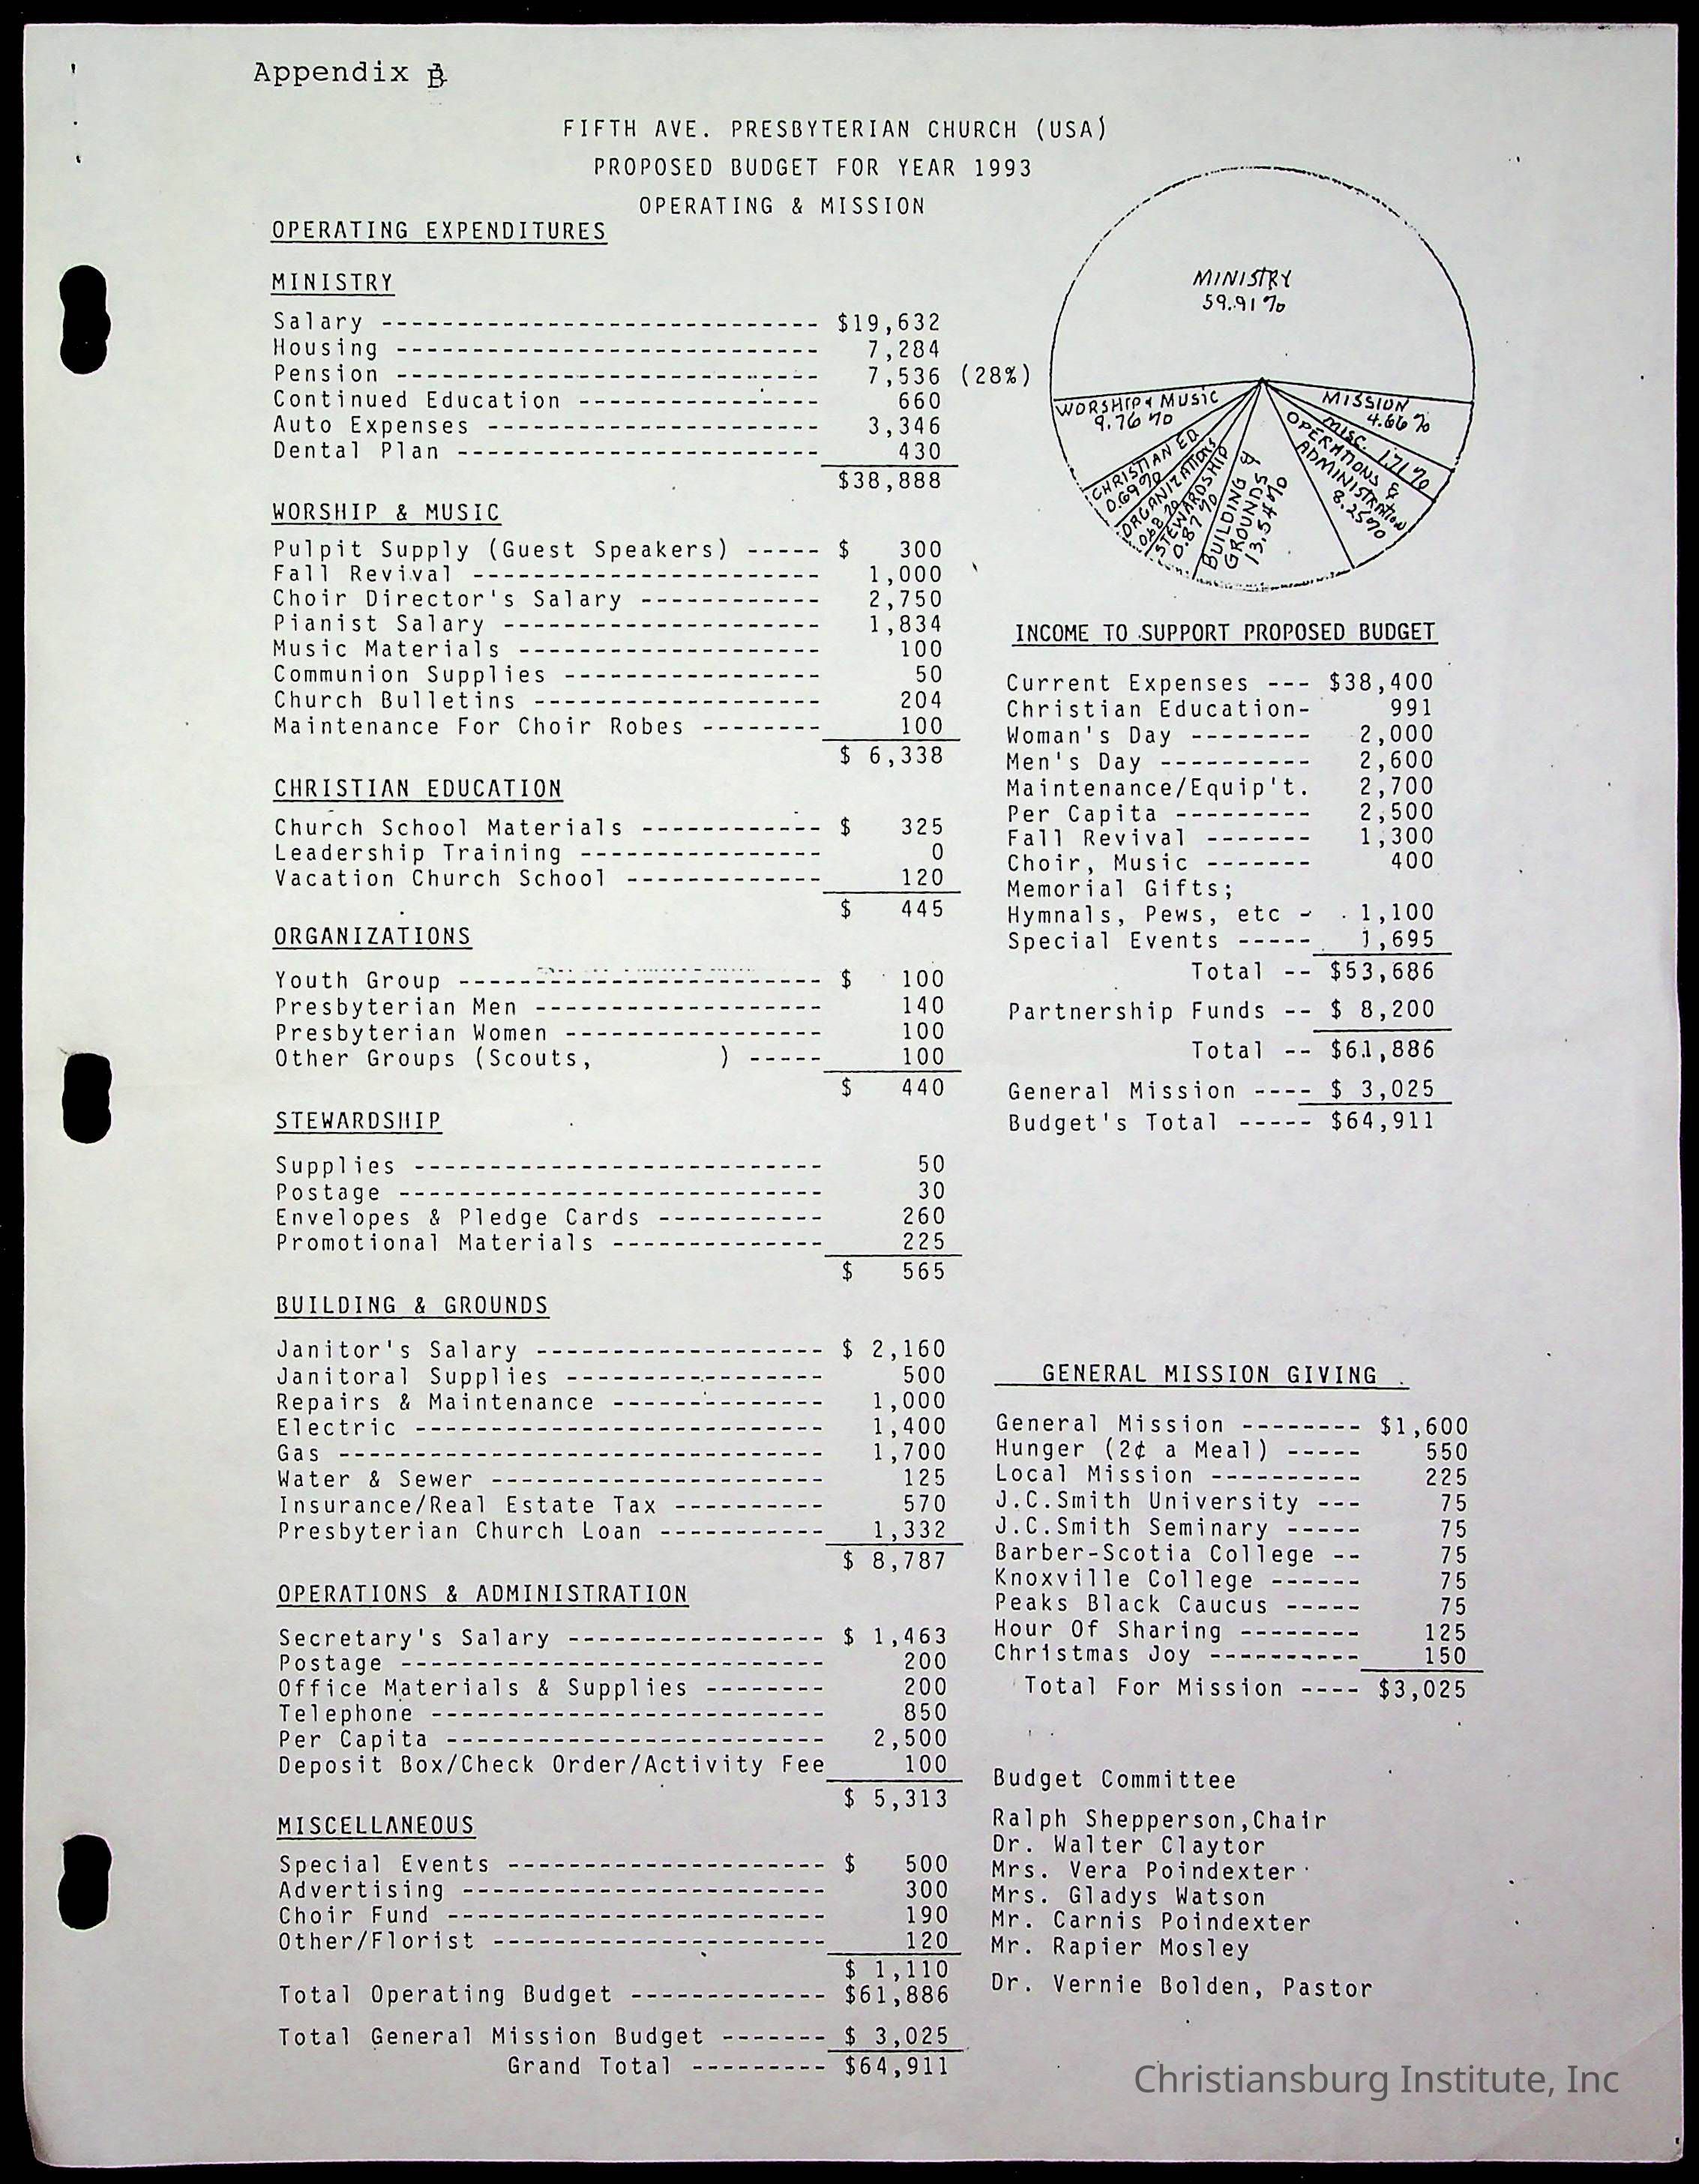 Appendix B
FIFTH AVE. PRESBYTERIAN CHURCH (USA)
PROPOSED BUDGET FOR YEAR 1993
OPERATING & MISSION
OPERATING EXPENDITURES
MINISTRY
Salary ---------------------------- $19,632
Housing --------------------------- 7,284
Pension --------------------------- 7,536 (28%)
Continued Education ---------------- 660
Auto Expenses ---------------------- 3,346
Dental Plan ------------------------ 430
$38,888
WORSHIP & MUSIC
Pulpit Supply (Guest Speakers) ----- $ 300
Fall Revival ----------------------- 1,000
Choir Director's Salary ------------ 2,750
Pianist Salary --------------------- 1,834
Music Materials -------------------- 100
Communion Supplies ----------------- 50
Church Bulletins ------------------- 204
Maintenance For Choir Robes -------- 100
$ 6,338
CHRISTIAN EDUCATION
Church School Materials ------------ $ 325
Leadership Training ---------------- 0
Vacation Church School ------------- 120
$ 445
ORGANIZATIONS
Youth Group ------------------------ $ 100
Presbyterian Men ------------------- 140
Presbyterian Women ----------------- 100
Other Groups (Scouts, ) ----- 100
$ 440
STEWARDSHIP
Supplies --------------------------- 50
Postage ---------------------------- 30
Envelopes & Pledge Cards ----------- 260
Promotional Materials -------------- 225
$ 565
BUILDING & GROUNDS
Janitor's Salary ------------------- $ 2,160
Janitoral Supplies ----------------- 500
Repairs & Maintenance -------------- 1,000
Electric --------------------------- 1,400
Gas -------------------------------- 1,700
Water & Sewer ---------------------- 125
Insurance/Real Estate Tax ---------- 570
Presbyterian Church Loan ----------- 1,332
$ 8,787
OPERATIONS & ADMINISTRATION
Secretary's Salary ----------------- $ 1,463
Postage ---------------------------- 200
Office Materials & Supplies -------- 200
Telephone -------------------------- 850
Per Capita ------------------------- 2,500
Deposit Box/Check Order/Activity Fee 100
$ 5,313
MISCELLANEOUS
Special Events --------------------- $ 500
Advertising ------------------------ 300
Choir Fund ------------------------- 190
Other/Florist ---------------------- 120
$ 1,110
Total Operating Budget ------------- $61,886
Total General Mission Budget ------- $ 3,025
Grand Total --------- $64,911
MINISTRY
59.91%
WORSHIP & MUSIC
9.76%
CHRISTIAN ED.
0.69%
ORGANIZATIONS
0.68%
STEWARDSHIP
0.87%
BUILDING &
GROUNDS
13.54%
OPERATIONS &
ADMINISTRATION
8.25%
MISC. 1.71%
MISSION
4.66%
INCOME TO SUPPORT PROPOSED BUDGET
Current Expenses --- $38,400
Christian Education- 991
Woman's Day -------- 2,000
Men's Day ---------- 2,600
Maintenance/Equip't. 2,700
Per Capita --------- 2,500
Fall Revival ------- 1,300
Choir, Music ------- 400
Memorial Gifts;
Hymnals, Pews, etc - 1,100
Special Events ----- 1,695
Total -- $53,686
Partnership Funds -- $ 8,200
Total -- $61,886
General Mission ---- $ 3,025
Budget's Total ----- $64,911
GENERAL MISSION GIVING
General Mission -------- $1,600
Hunger (2¢ a Meal) ----- 550
Local Mission ---------- 225
J.C.Smith University --- 75
J.C.Smith Seminary ----- 75
Barber-Scotia College -- 75
Knoxville College ------ 75
Peaks Black Caucus ----- 75
Hour Of Sharing -------- 125
Christmas Joy ---------- 150
Total For Mission ---- $3,025
Budget Committee
Ralph Shepperson,Chair
Dr. Walter Claytor
Mrs. Vera Poindexter
Mrs. Gladys Watson
Mr. Carnis Poindexter
Mr. Rapier Mosley
Dr. Vernie Bolden, Pastor
Christiansburg Institute, Inc